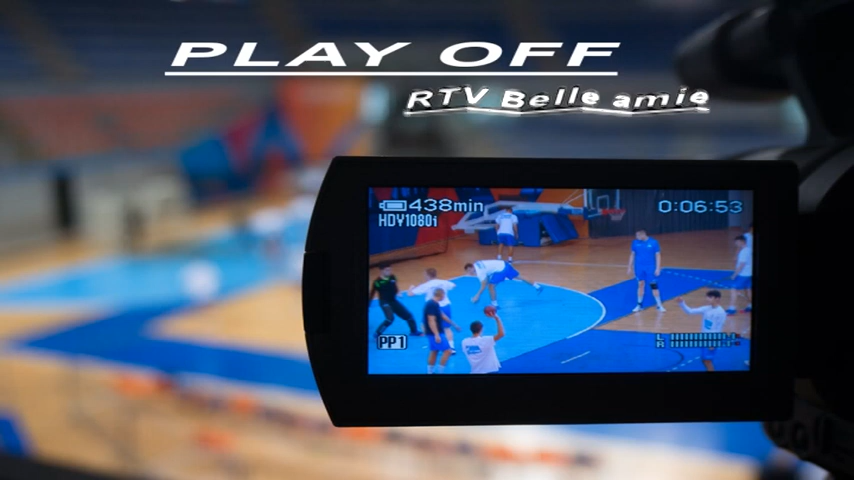 PLAY OFF
RTV Belle amie
438min 0:06:53
HDV1080i
PP1
L
R